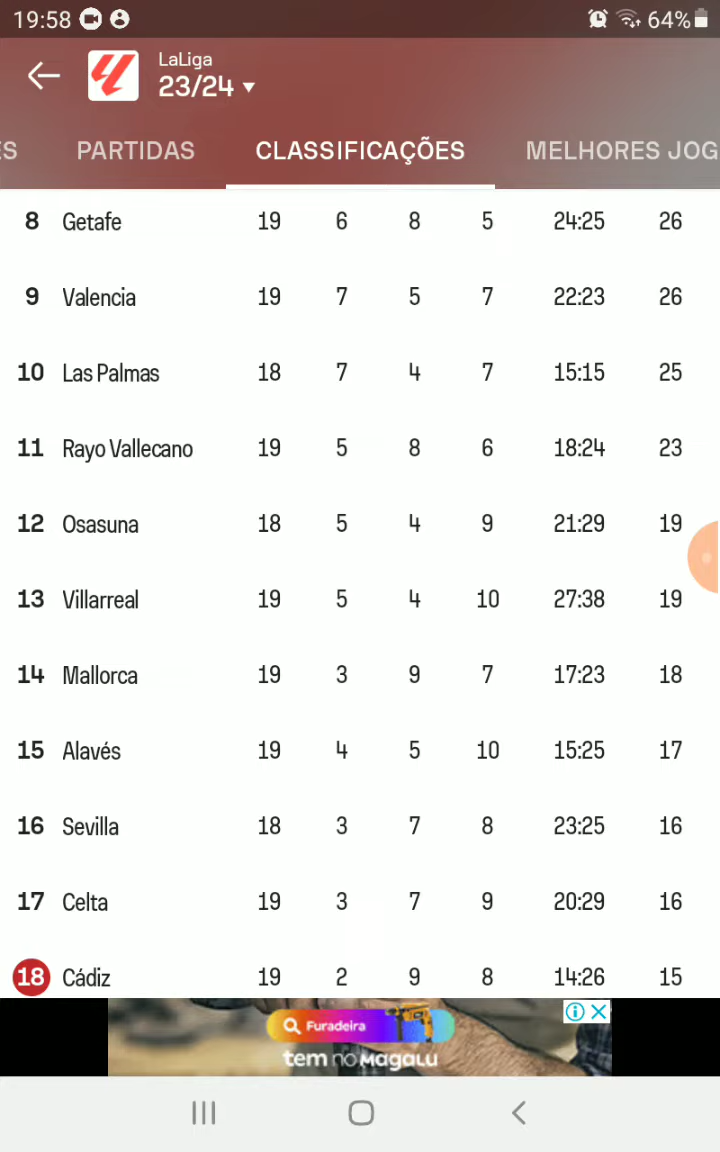 19:58 64%
LaLiga
23/24
S PARTIDAS CLASSIFICAÇÕES MELHORES JOG
8 Getafe 19 6 8 5 24:25 26
9 Valencia 19 7 5 7 22:23 26
10 Las Palmas 18 7 4 7 15:15 25
11 Rayo Vallecano 19 5 8 6 18:24 23
12 Osasuna 18 5 4 9 21:29 19
13 Villarreal 19 5 4 10 27:38 19
14 Mallorca 19 3 9 7 17:23 18
15 Alavés 19 4 5 10 15:25 17
16 Sevilla 18 3 7 8 23:25 16
17 Celta 19 3 7 9 20:29 16
18 Cádiz 19 2 9 8 14:26 15
Furadeira
tem no Magalu